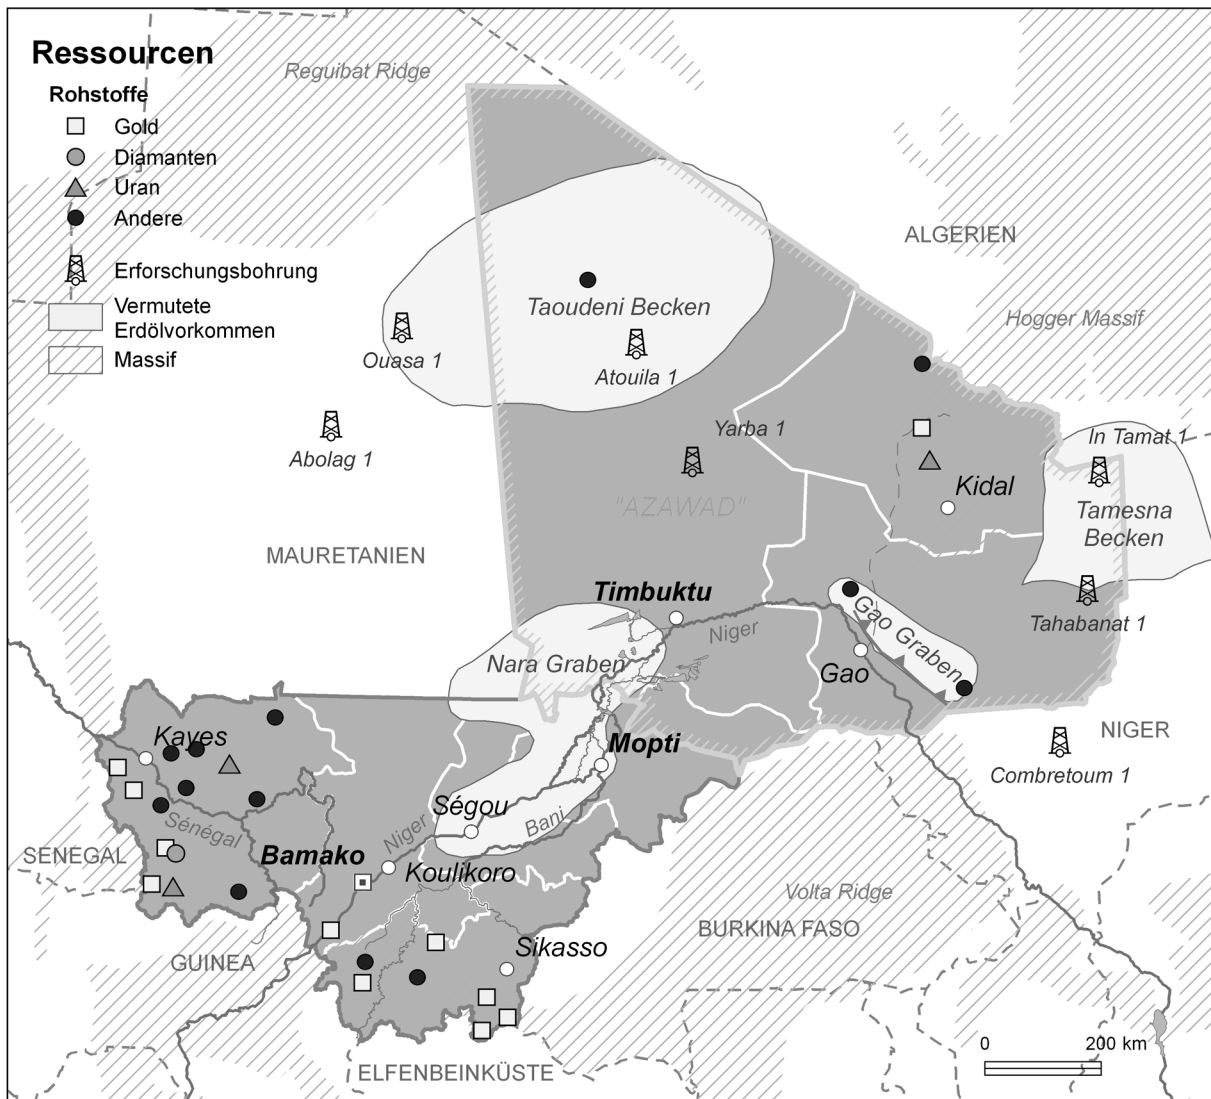 Ressourcen
Rohstoffe
Gold
Diamanten
Uran
Andere
Erforschungsbohrung
Vermutete
Erdölvorkommen
Massif
Reguibat Ridge
ALGERIEN
Taoudeni Becken
Hogger Massif
Ouasa 1
Atouila 1
Yarba 1
In Tamat 1
Abolag 1
Kidal
"AZAWAD"
Tamesna
Becken
MAURETANIEN
Timbuktu
Niger
Gao Graben
Tahabanat 1
Nara Graben
Gao
Kayes
Mopti
NIGER
Combretoum 1
Ségou
Sénégal
Niger
Bani
SENEGAL
Bamako
Koulikoro
Volta Ridge
BURKINA FASO
GUINEA
Sikasso
0 200 km
ELFENBEINKÜSTE